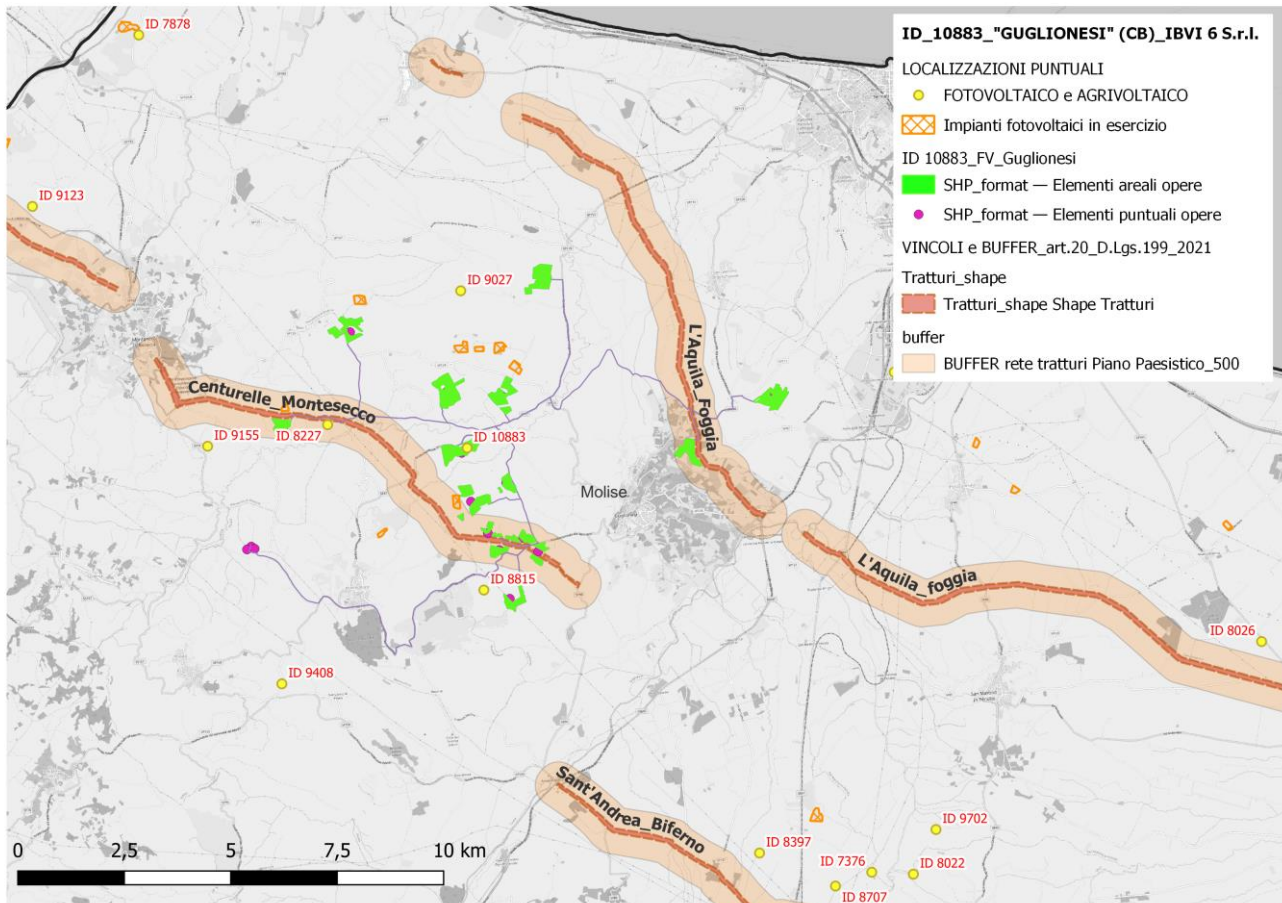 ID_10883_"GUGLIONESI" (CB)_IBVI 6 S.r.l.
LOCALIZZAZIONI PUNTUALI
FOTOVOLTAICO e AGRIVOLTAICO
Impianti fotovoltaici in esercizio
ID 10883_FV_Guglionesi
SHP_format — Elementi areali opere
SHP_format — Elementi puntuali opere
VINCOLI e BUFFER_art.20_D.Lgs.199_2021
Tratturi_shape
Tratturi_shape Shape Tratturi
buffer
BUFFER rete tratturi Piano Paesistico_500
ID 7878
ID 9123
ID 9027
L'Aquila_Foggia
Centurelle_Montesecco
ID 9155
ID 8227
ID 10883
Molise
ID 8815
L'Aquila_foggia
ID 8026
ID 9408
Sant'Andrea_Biferno
ID 9702
ID 8397
ID 7376
ID 8022
ID 8707
0 2,5 5 7,5 10 km